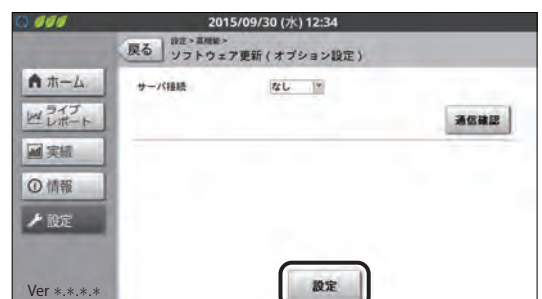 2015/09/30 (水) 12:34
戻る
設定 > 高機能 >
ソフトウェア更新 ( オプション設定 )
ホーム
サーバ接続 なし
ライブ
レポート
通信確認
実績
情報
設定
設定
Ver *.*.*.*